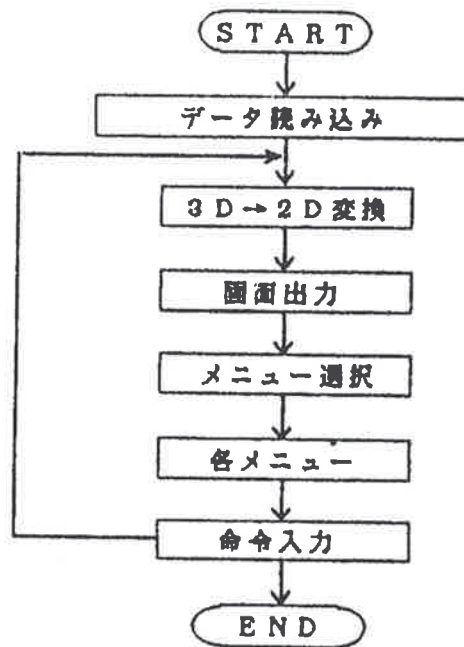 START
データ読み込み
3D→2D変換
画面出力
メニュー選択
各メニュー
命令入力
END